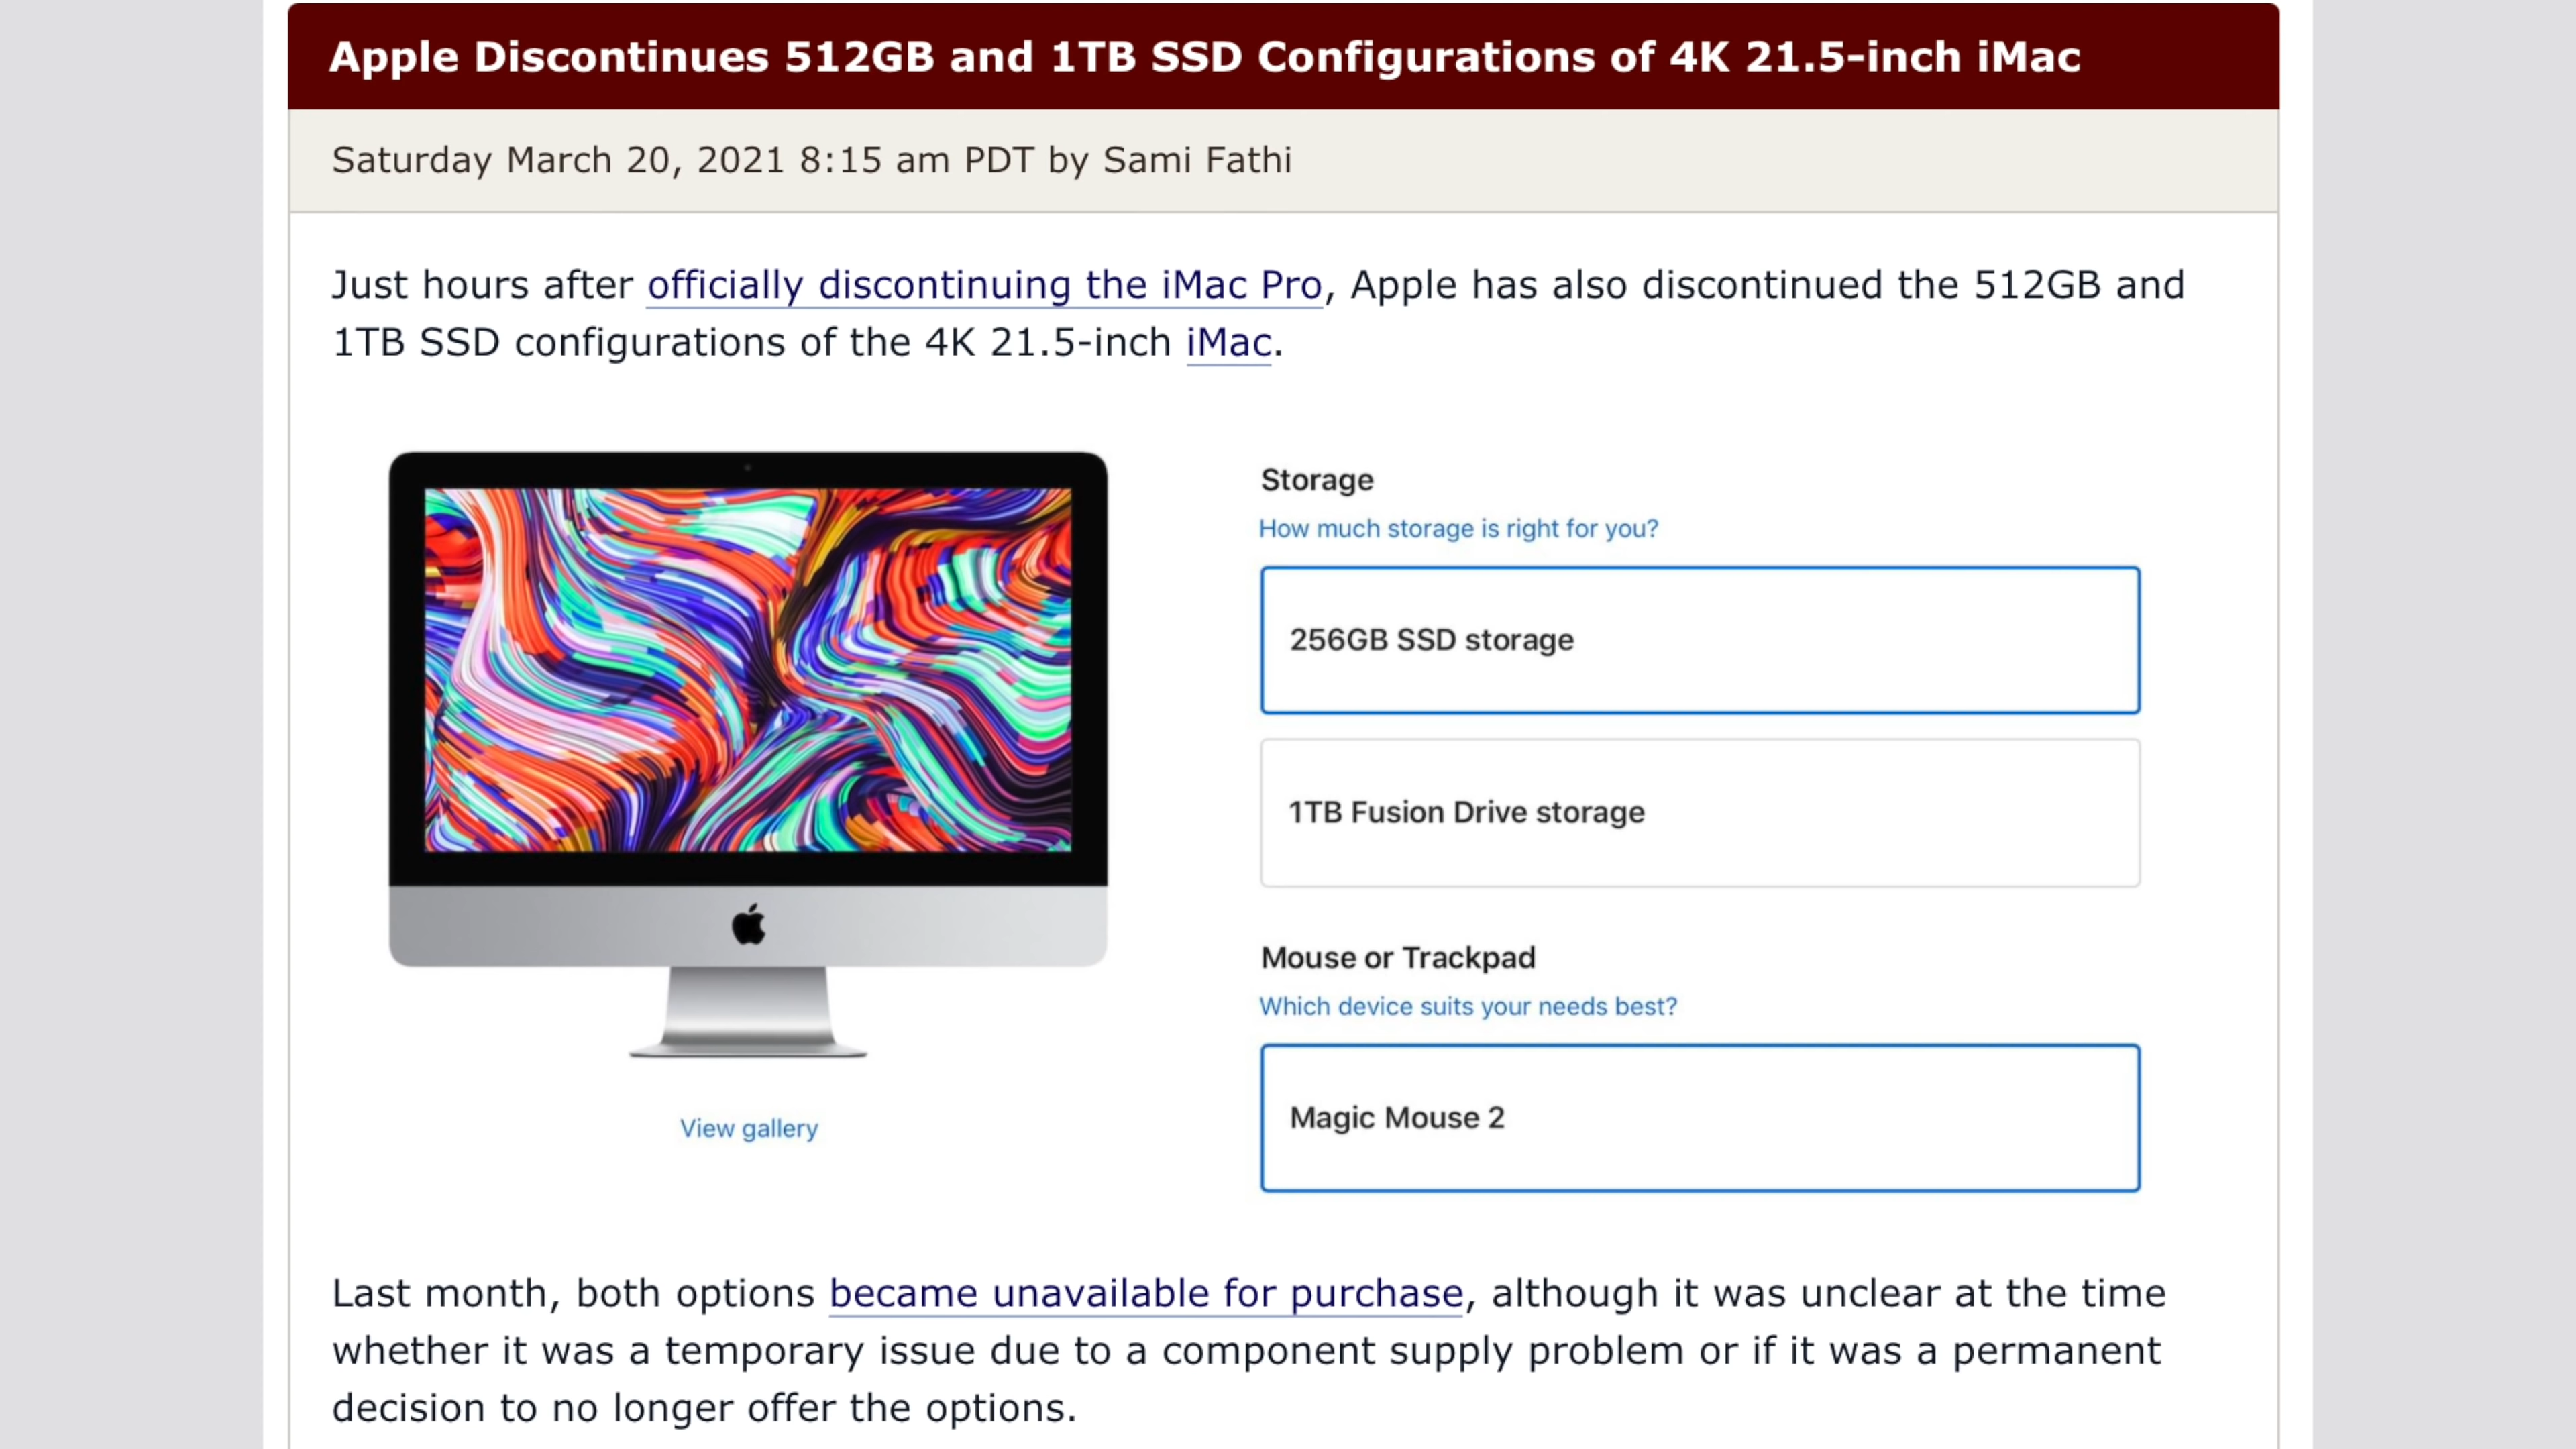 Apple Discontinues 512GB and 1TB SSD Configurations of 4K 21.5-inch iMac
Saturday March 20, 2021 8:15 am PDT by Sami Fathi
Just hours after officially discontinuing the iMac Pro, Apple has also discontinued the 512GB and
1TB SSD configurations of the 4K 21.5-inch iMac.
Storage
How much storage is right for you?
256GB SSD storage
1TB Fusion Drive storage
Mouse or Trackpad
Which device suits your needs best?
Magic Mouse 2
View gallery
Last month, both options became unavailable for purchase, although it was unclear at the time
whether it was a temporary issue due to a component supply problem or if it was a permanent
decision to no longer offer the options.